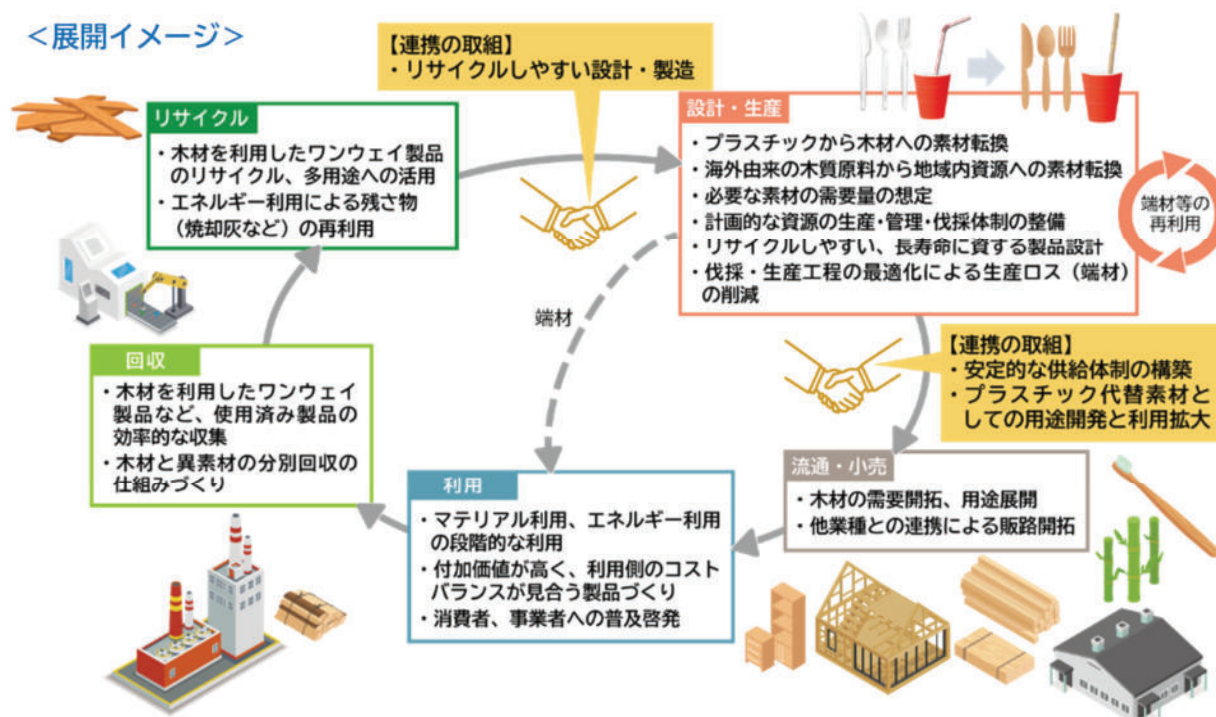 ＜展開イメージ＞
【連携の取組】
・リサイクルしやすい設計・製造
リサイクル
・木材を利用したワンウェイ製品
のリサイクル、多用途への活用
・エネルギー利用による残さ物
（焼却灰など）の再利用
設計・生産
・プラスチックから木材への素材転換
・海外由来の木質原料から地域内資源への素材転換
・必要な素材の需要量の想定
・計画的な資源の生産・管理・伐採体制の整備
・リサイクルしやすい、長寿命に資する製品設計
・伐採・生産工程の最適化による生産ロス（端材）
の削減
端材等の
再利用
端材
回収
・木材を利用したワンウェイ
製品など、使用済み製品の
効率的な収集
・木材と異素材の分別回収の
仕組みづくり
【連携の取組】
・安定的な供給体制の構築
・プラスチック代替素材と
しての用途開発と利用拡大
流通・小売
・木材の需要開拓、用途展開
・他業種との連携による販路開拓
利用
・マテリアル利用、エネルギー利用
の段階的な利用
・付加価値が高く、利用側のコスト
バランスが見合う製品づくり
・消費者、事業者への普及啓発